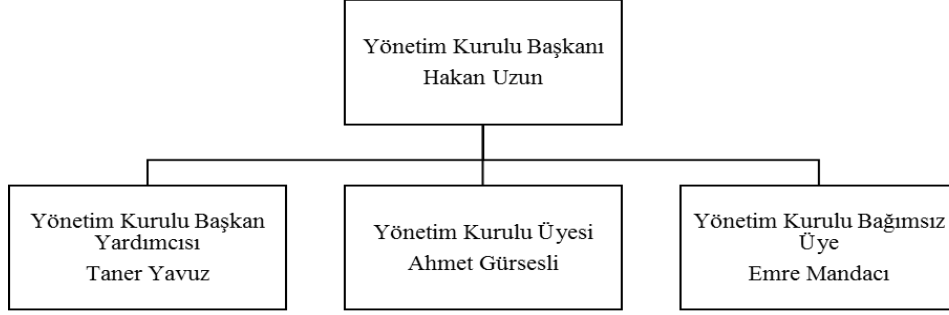 Yönetim Kurulu Başkanı
Hakan Uzun
Yönetim Kurulu Başkan
Yardımcısı
Taner Yavuz
Yönetim Kurulu Üyesi
Ahmet Gürsesli
Yönetim Kurulu Bağımsız
Üye
Emre Mandacı